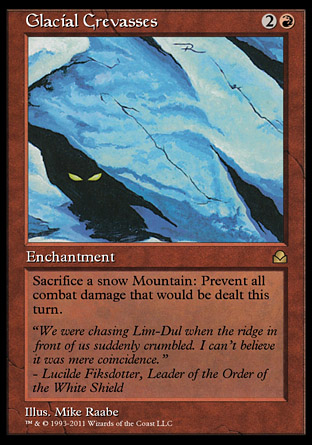 Glacial Crevasses 2
Enchantment
Sacrifice a snow Mountain: Prevent all
combat damage that would be dealt this
turn.
“We were chasing Lim-Dul when the ridge in
front of us suddenly crumbled. I can't believe
it was mere coincidence.”
- Lucilde Fiksdotter, Leader of the Order of
the White Shield
Illus. Mike Raabe
™ & © 1993-2011 Wizards of the Coast LLC